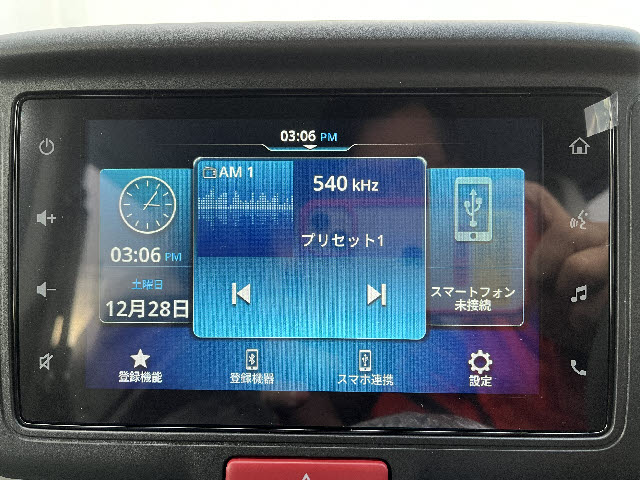 03:06 PM
AM 1
540 kHz
プリセット1
03:06 PM
土曜日
12月28日
スマートフォン
未接続
登録機能
登録機器
スマホ連携
設定